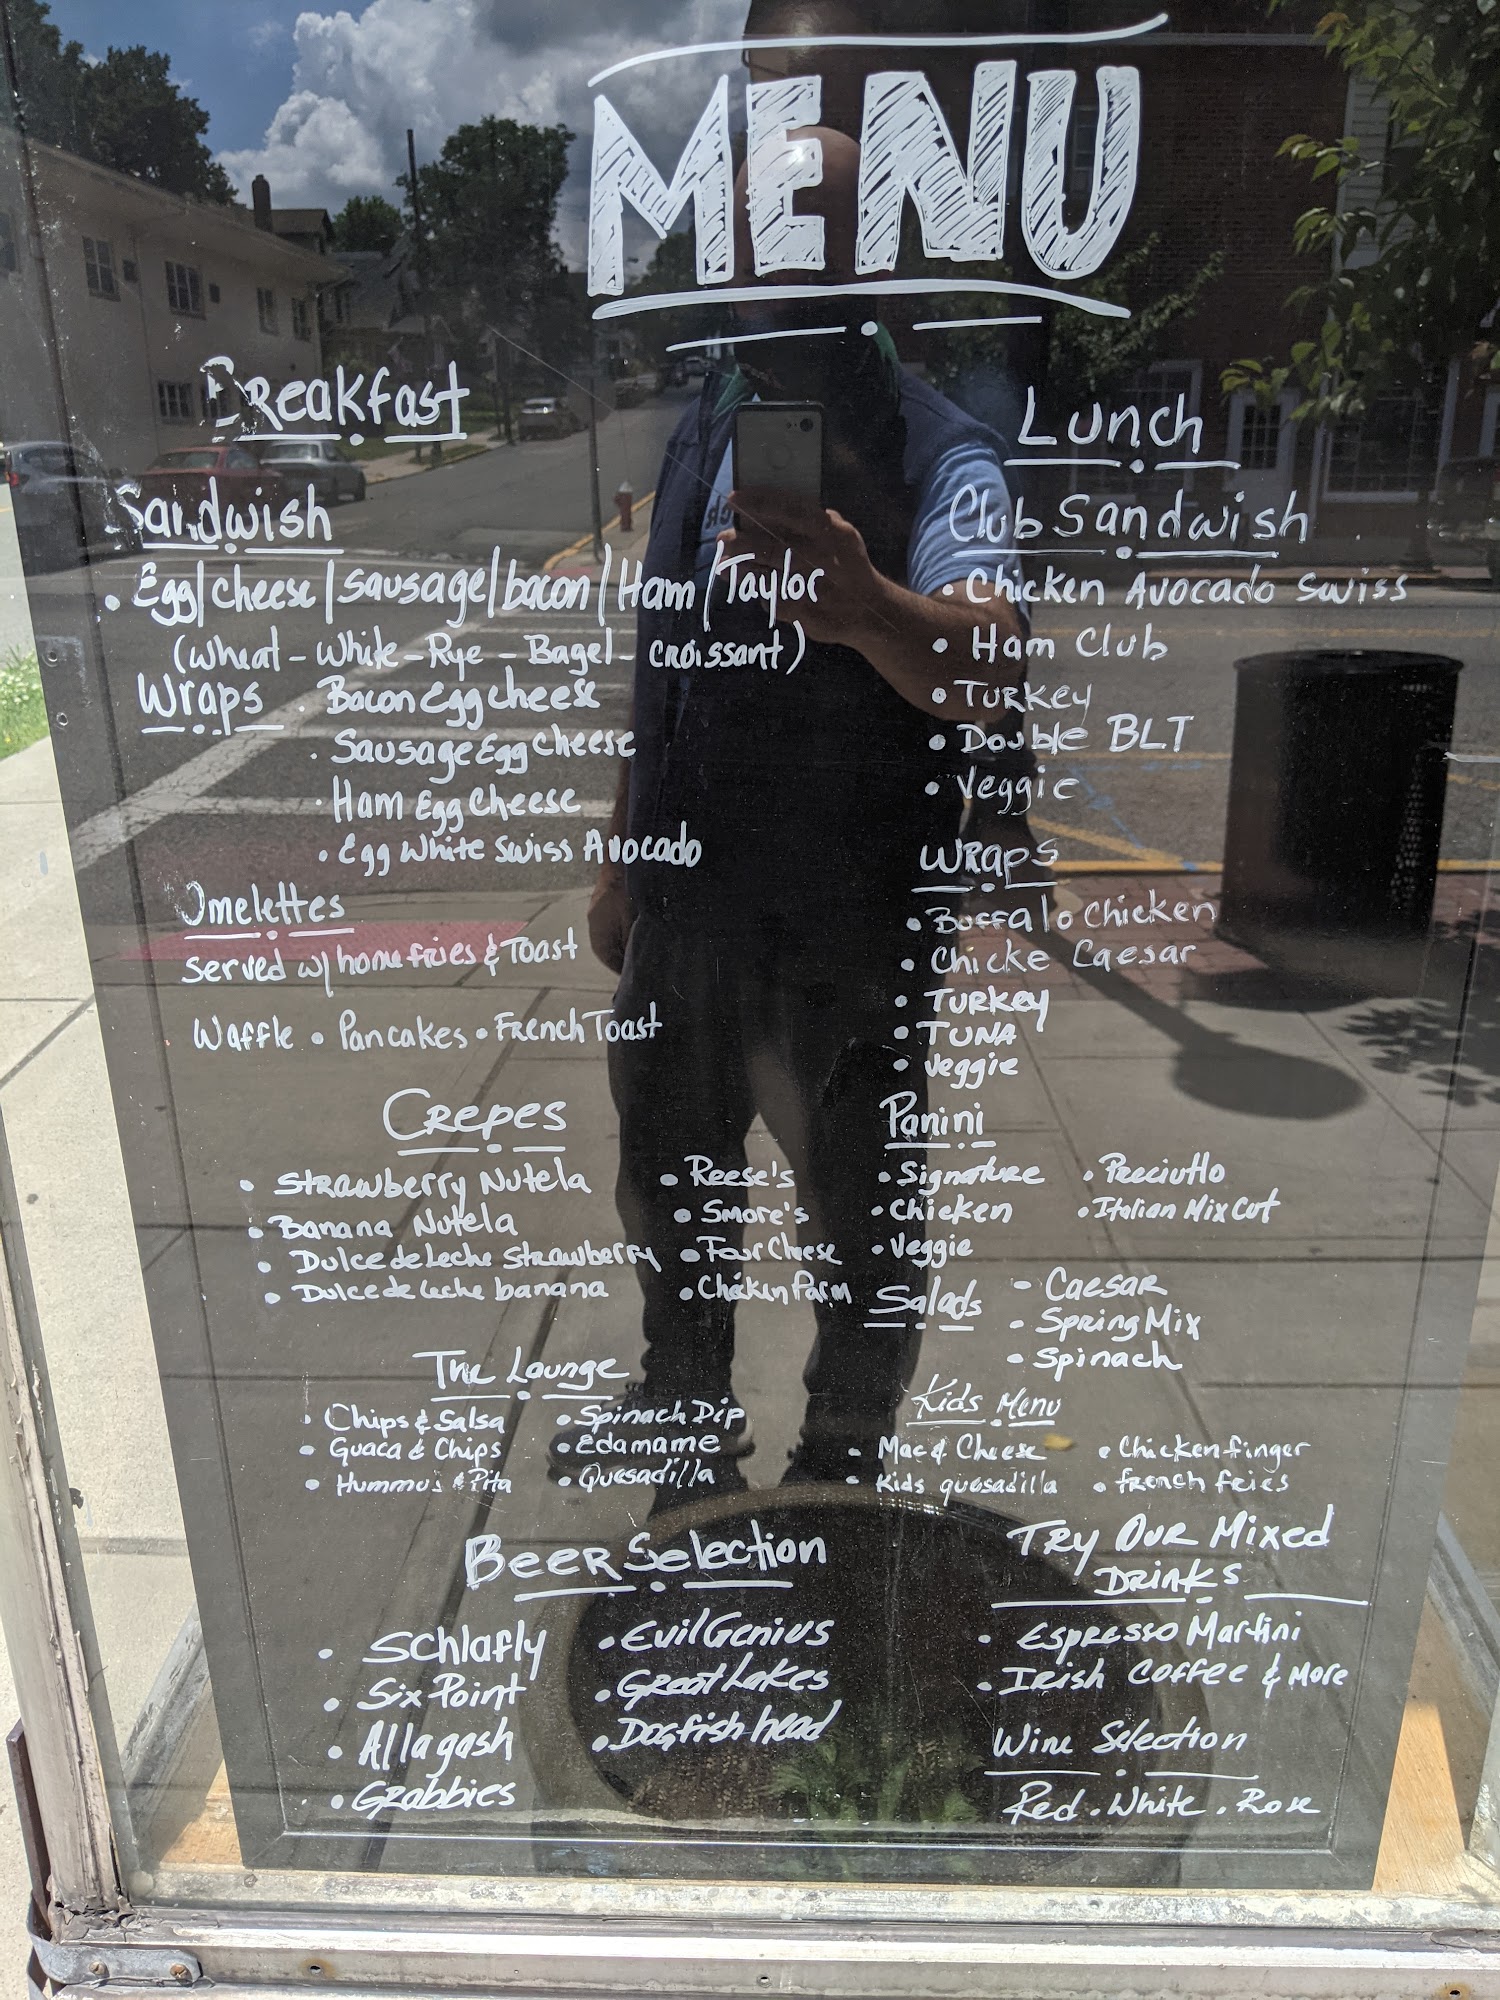 MENU
Breakfast
Sandwish
• Egg/cheese/sausage/bacon/Ham/Taylor
(wheat - White - Rye - Bagel - croissant)
Wraps • Bacon Egg cheese
• Sausage Egg cheese
• Ham Egg Cheese
• Egg White Swiss Avocado
Omelettes
served w/ home fries & Toast
Waffle • Pancakes • French Toast
Crepes
• Strawberry Nutela
• Banana Nutela
• Dulce de Leche Strawberry
• Dulce de Leche banana
• Reese's
• Smore's
• Four Cheese
• Chicken Parm
The Lounge
• Chips & Salsa
• Guaca & Chips
• Hummus & Pita
• Spinach Dip
• Edamame
• Quesadilla
Beer Selection
• Schlafly
• Six Point
• Allagash
• Grabbies
• Evil Genius
• Great Lakes
• Dogfish head
Lunch
Club Sandwish
• Chicken Avocado Swiss
• Ham Club
• Turkey
• Double BLT
• Veggie
Wraps
• Buffalo Chicken
• Chicke Caesar
• Turkey
• Tuna
• Veggie
Panini
• Signature
• Chicken
• Veggie
• Preciutto
• Italian Mix Cut
Salads
• Caesar
• Spring Mix
• Spinach
Kids Menu
• Mac & Cheese
• Kids quesadilla
• Chicken finger
• french fries
Try Our Mixed
Drinks
• Espresso Martini
• Irish Coffee & More
Wine Selection
Red • White • Rose